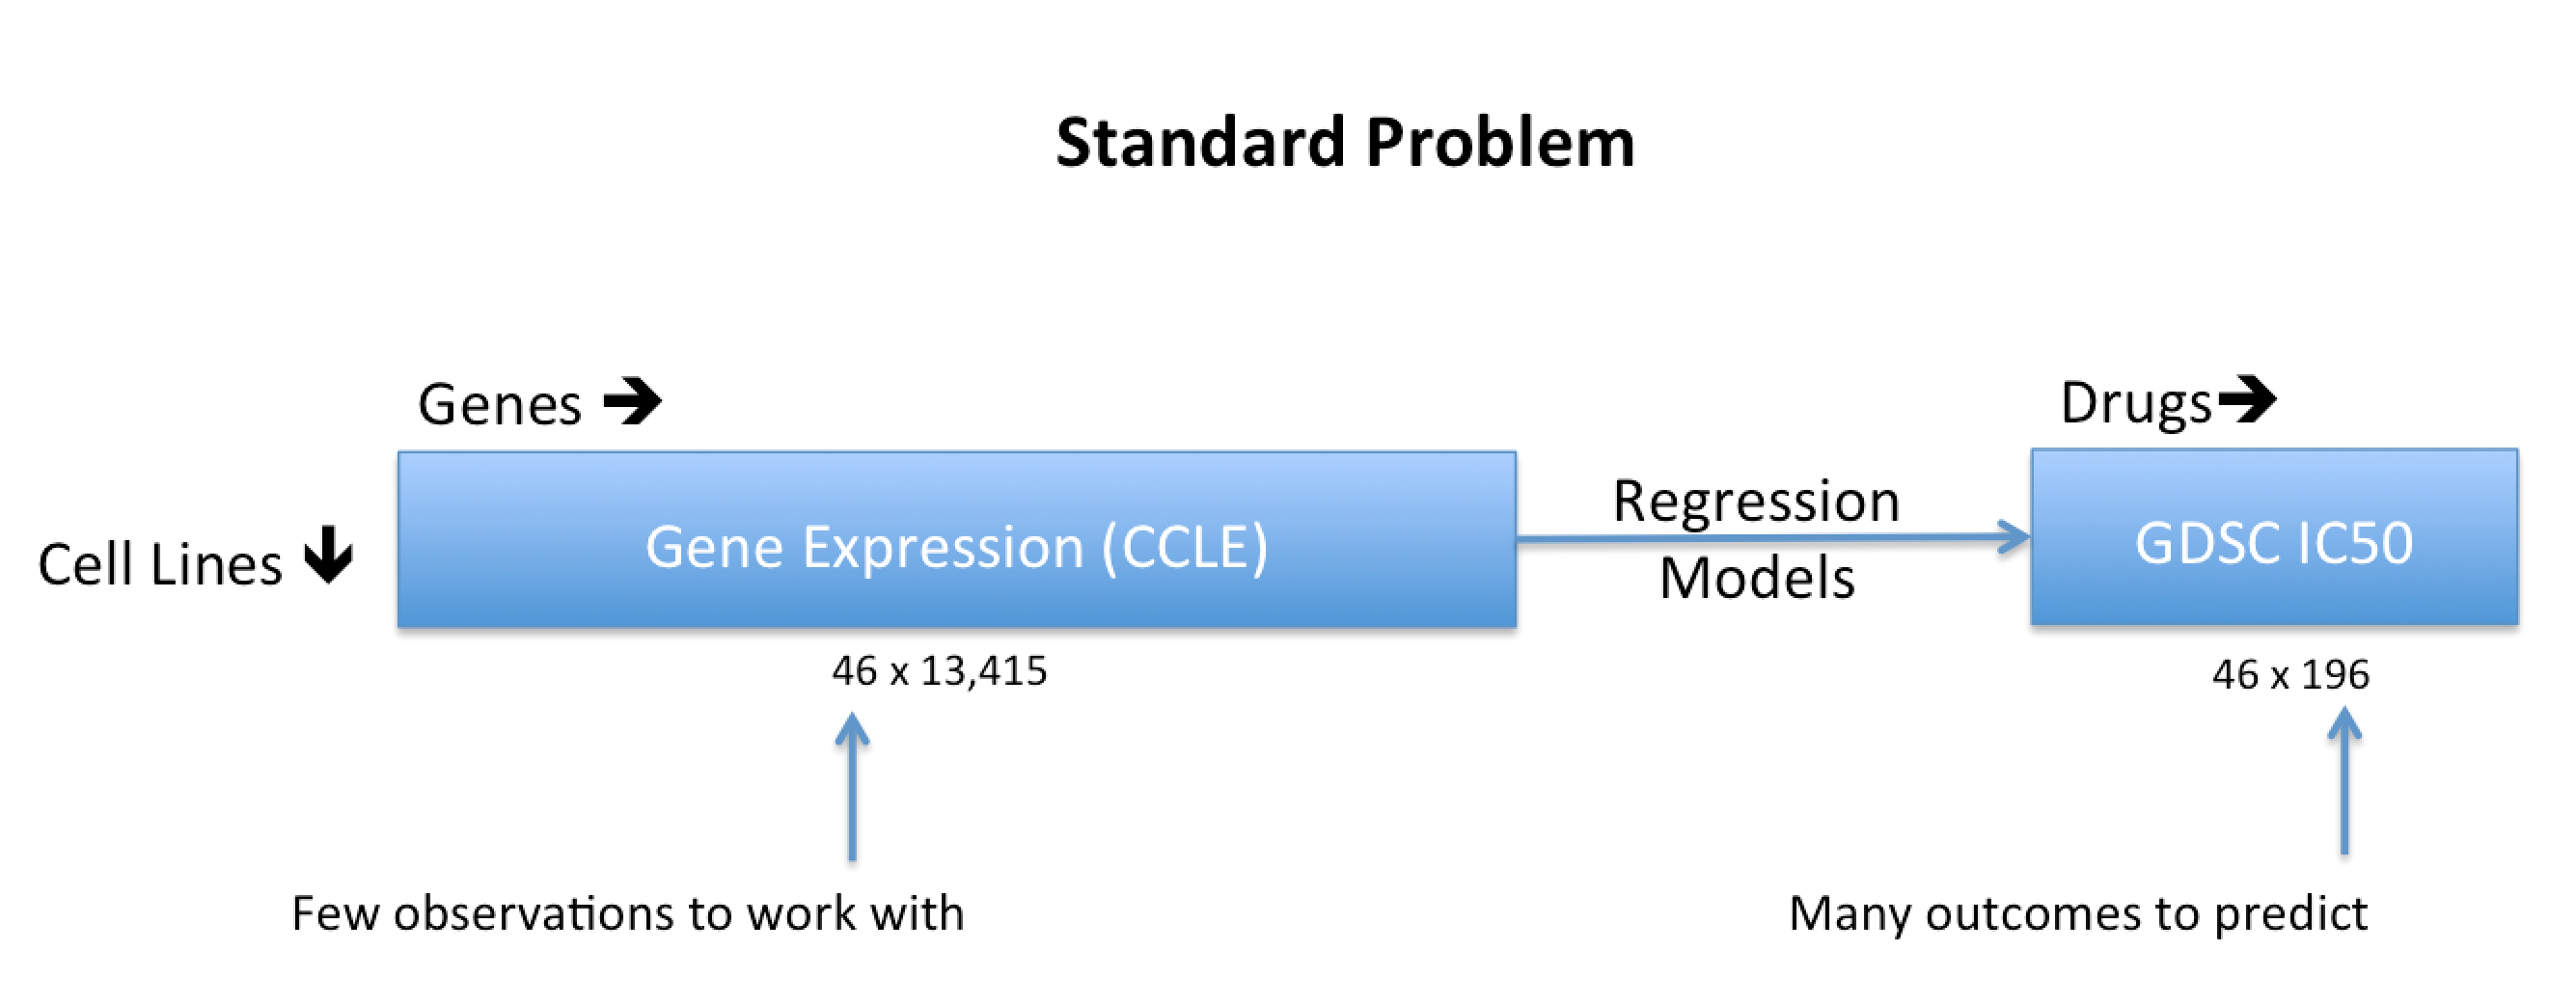 Standard Problem
Genes ➔
Drugs➔
Cell Lines 🡫
Gene Expression (CCLE)
Regression
Models
GDSC IC50
46 x 13,415
46 x 196
Few observations to work with
Many outcomes to predict